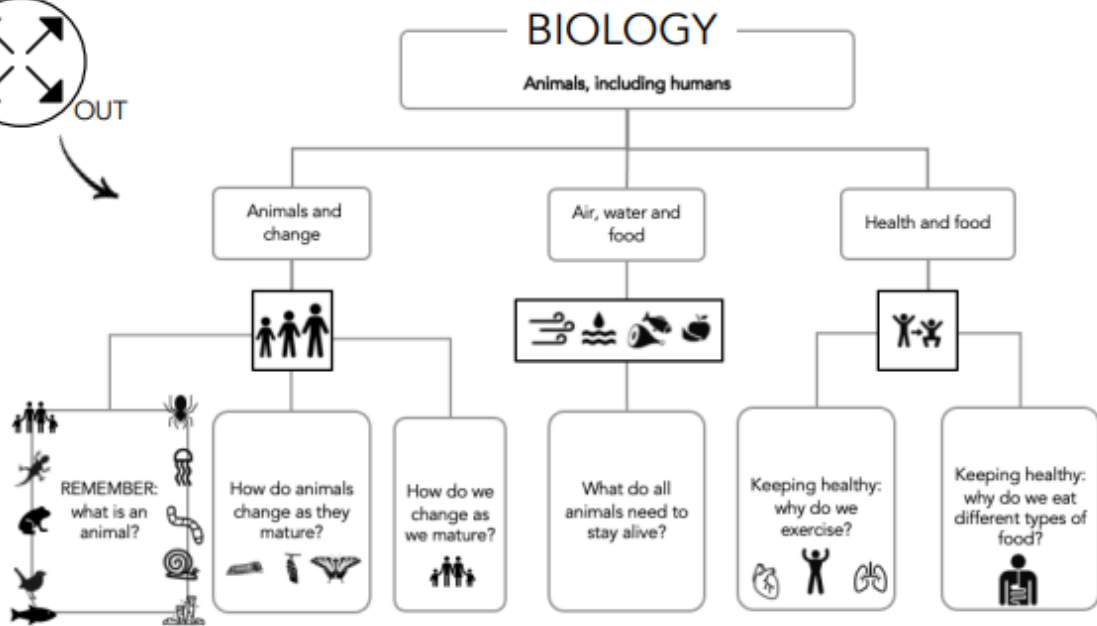 BIOLOGY
Animals, including humans
OUT
Animals and
change
Air, water and
food
Health and food
REMEMBER:
what is an
animal?
How do animals
change as they
mature?
How do we
change as
we mature?
What do all
animals need to
stay alive?
Keeping healthy:
why do we
exercise?
Keeping healthy:
why do we eat
different types of
food?